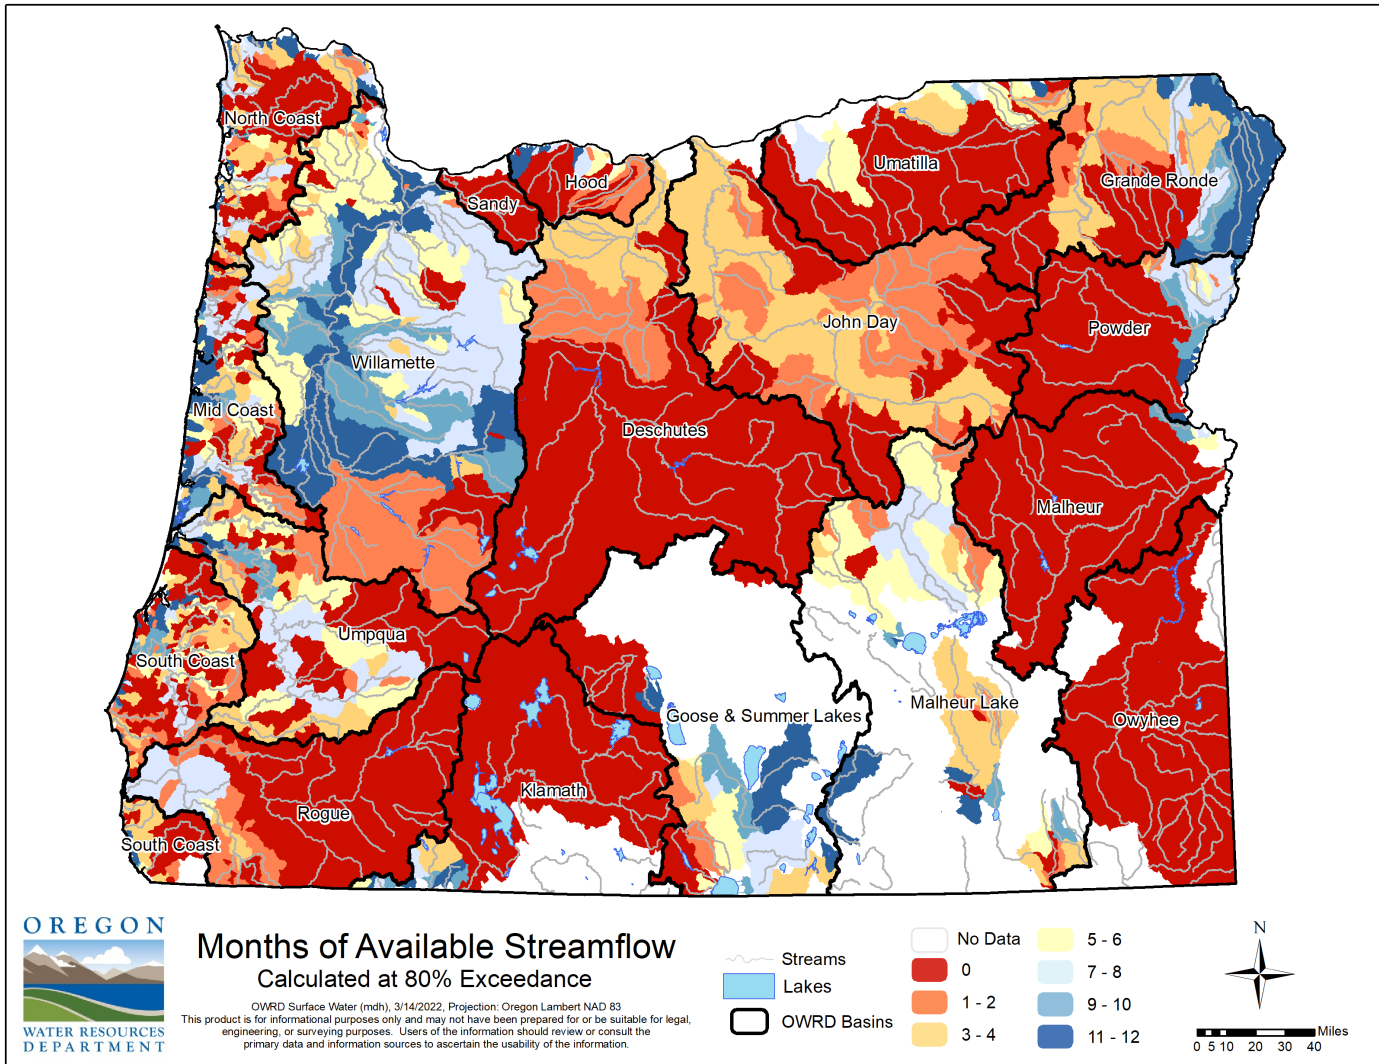 North Coast
Sandy
Hood
Umatilla
Grande Ronde
John Day
Powder
Willamette
Mid Coast
Deschutes
Malheur
Umpqua
South Coast
Goose & Summer Lakes
Malheur Lake
Owyhee
Klamath
Rogue
South Coast
OREGON
WATER RESOURCES
DEPARTMENT
Months of Available Streamflow
Calculated at 80% Exceedance
OWRD Surface Water (mdh), 3/14/2022, Projection: Oregon Lambert NAD 83
This product is for informational purposes only and may not have been prepared for or be suitable for legal,
engineering, or surveying purposes. Users of the information should review or consult the
primary data and information sources to ascertain the usability of the information.
Streams
Lakes
OWRD Basins
No Data
0
1 - 2
3 - 4
5 - 6
7 - 8
9 - 10
11 - 12
N
Miles
0 5 10 20 30 40